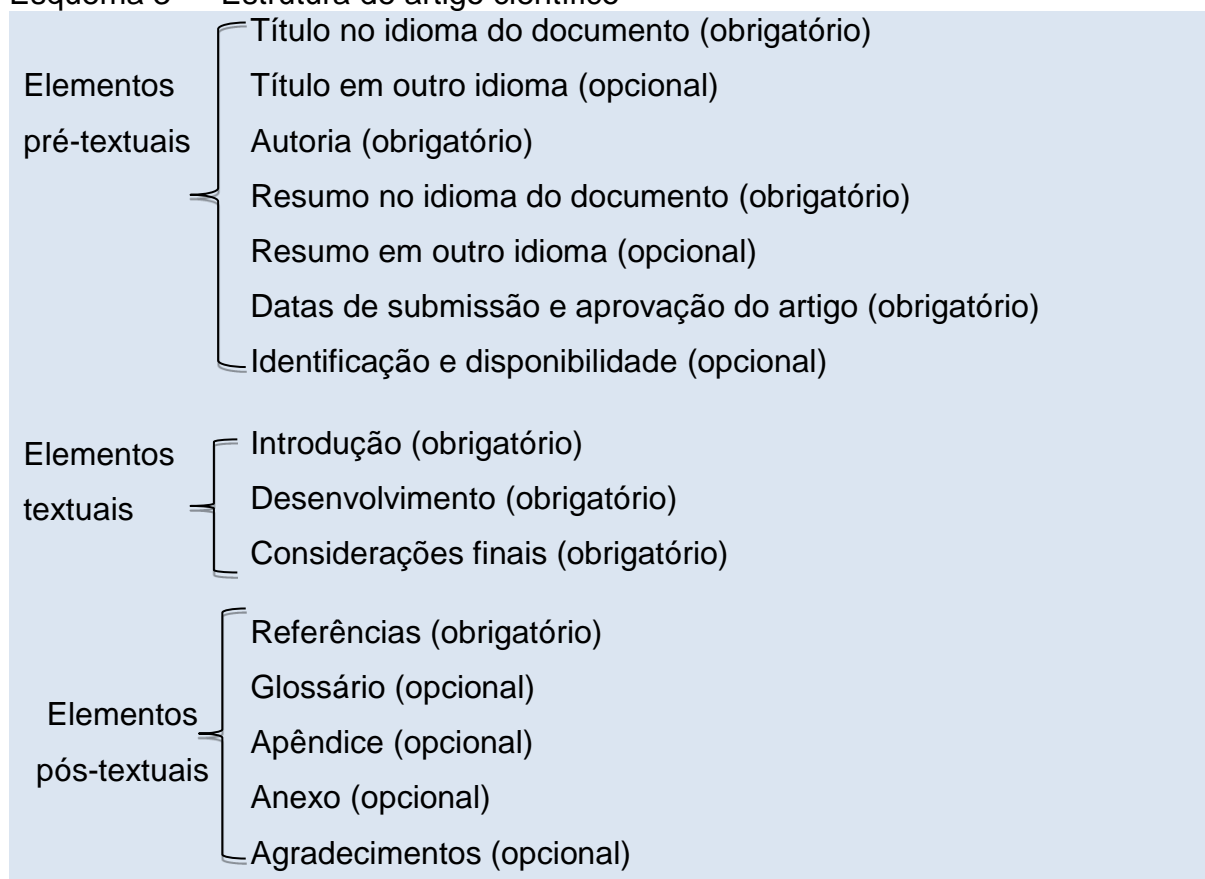 Esquema 3 – Estrutura do artigo científico
Título no idioma do documento (obrigatório)
Elementos
Título em outro idioma (opcional)
pré-textuais
Autoria (obrigatório)
Resumo no idioma do documento (obrigatório)
Resumo em outro idioma (opcional)
Datas de submissão e aprovação do artigo (obrigatório)
Identificação e disponibilidade (opcional)
Elementos
textuais
Introdução (obrigatório)
Desenvolvimento (obrigatório)
Considerações finais (obrigatório)
Elementos
pós-textuais
Referências (obrigatório)
Glossário (opcional)
Apêndice (opcional)
Anexo (opcional)
Agradecimentos (opcional)